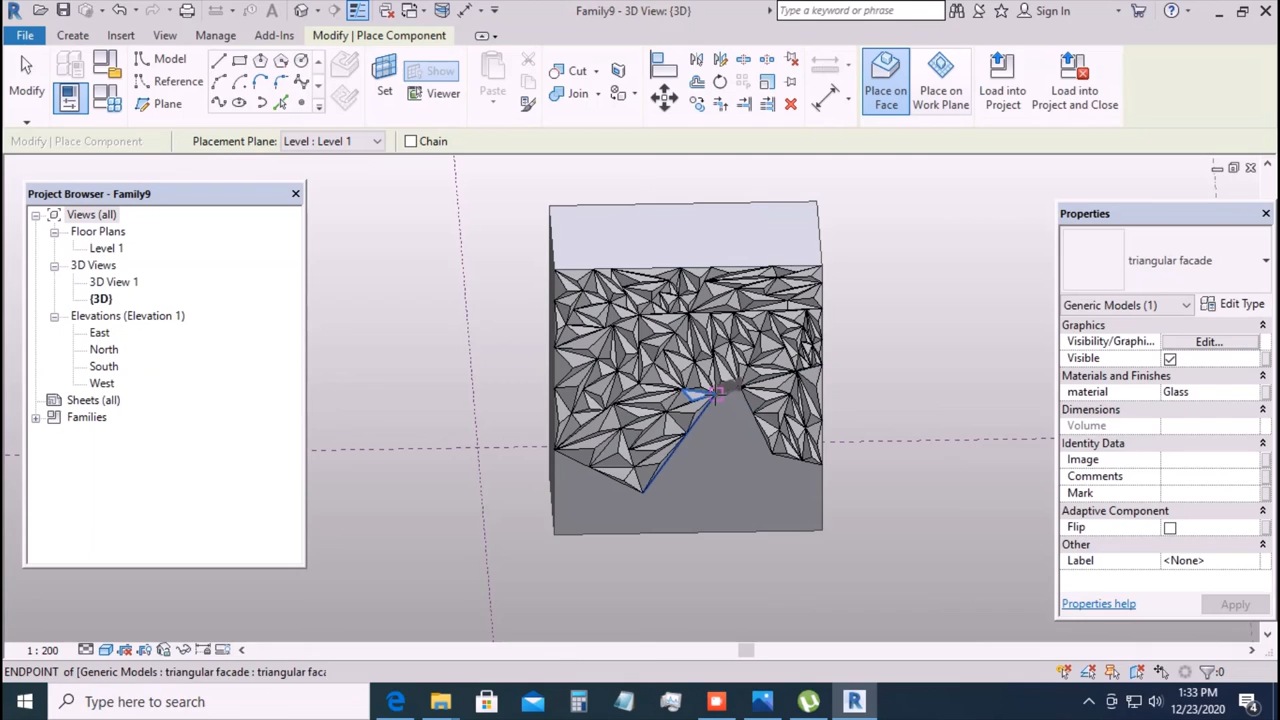 Family9 - 3D View: {3D}
Type a keyword or phrase
Sign In
File
Create
Insert
View
Manage
Add-Ins
Modify | Place Component
Modify
Model
Reference
Plane
Set
Show
Viewer
Paste
Cut
Join
Place on
Face
Place on
Work Plane
Load into
Project
Load into
Project and Close
Modify | Place Component
Placement Plane:
Level : Level 1
Chain
Project Browser - Family9
Views (all)
Floor Plans
Level 1
3D Views
3D View 1
{3D}
Elevations (Elevation 1)
East
North
South
West
Sheets (all)
Families
Properties
triangular facade
Generic Models (1)
Edit Type
Graphics
Visibility/Graphi...
Edit...
Visible
Materials and Finishes
material
Glass
Dimensions
Volume
Identity Data
Image
Comments
Mark
Adaptive Component
Flip
Other
Label
<None>
Properties help
Apply
1 : 200
ENDPOINT of [Generic Models : triangular facade : triangular faca
:0
Type here to search
1:33 PM
12/23/2020
4